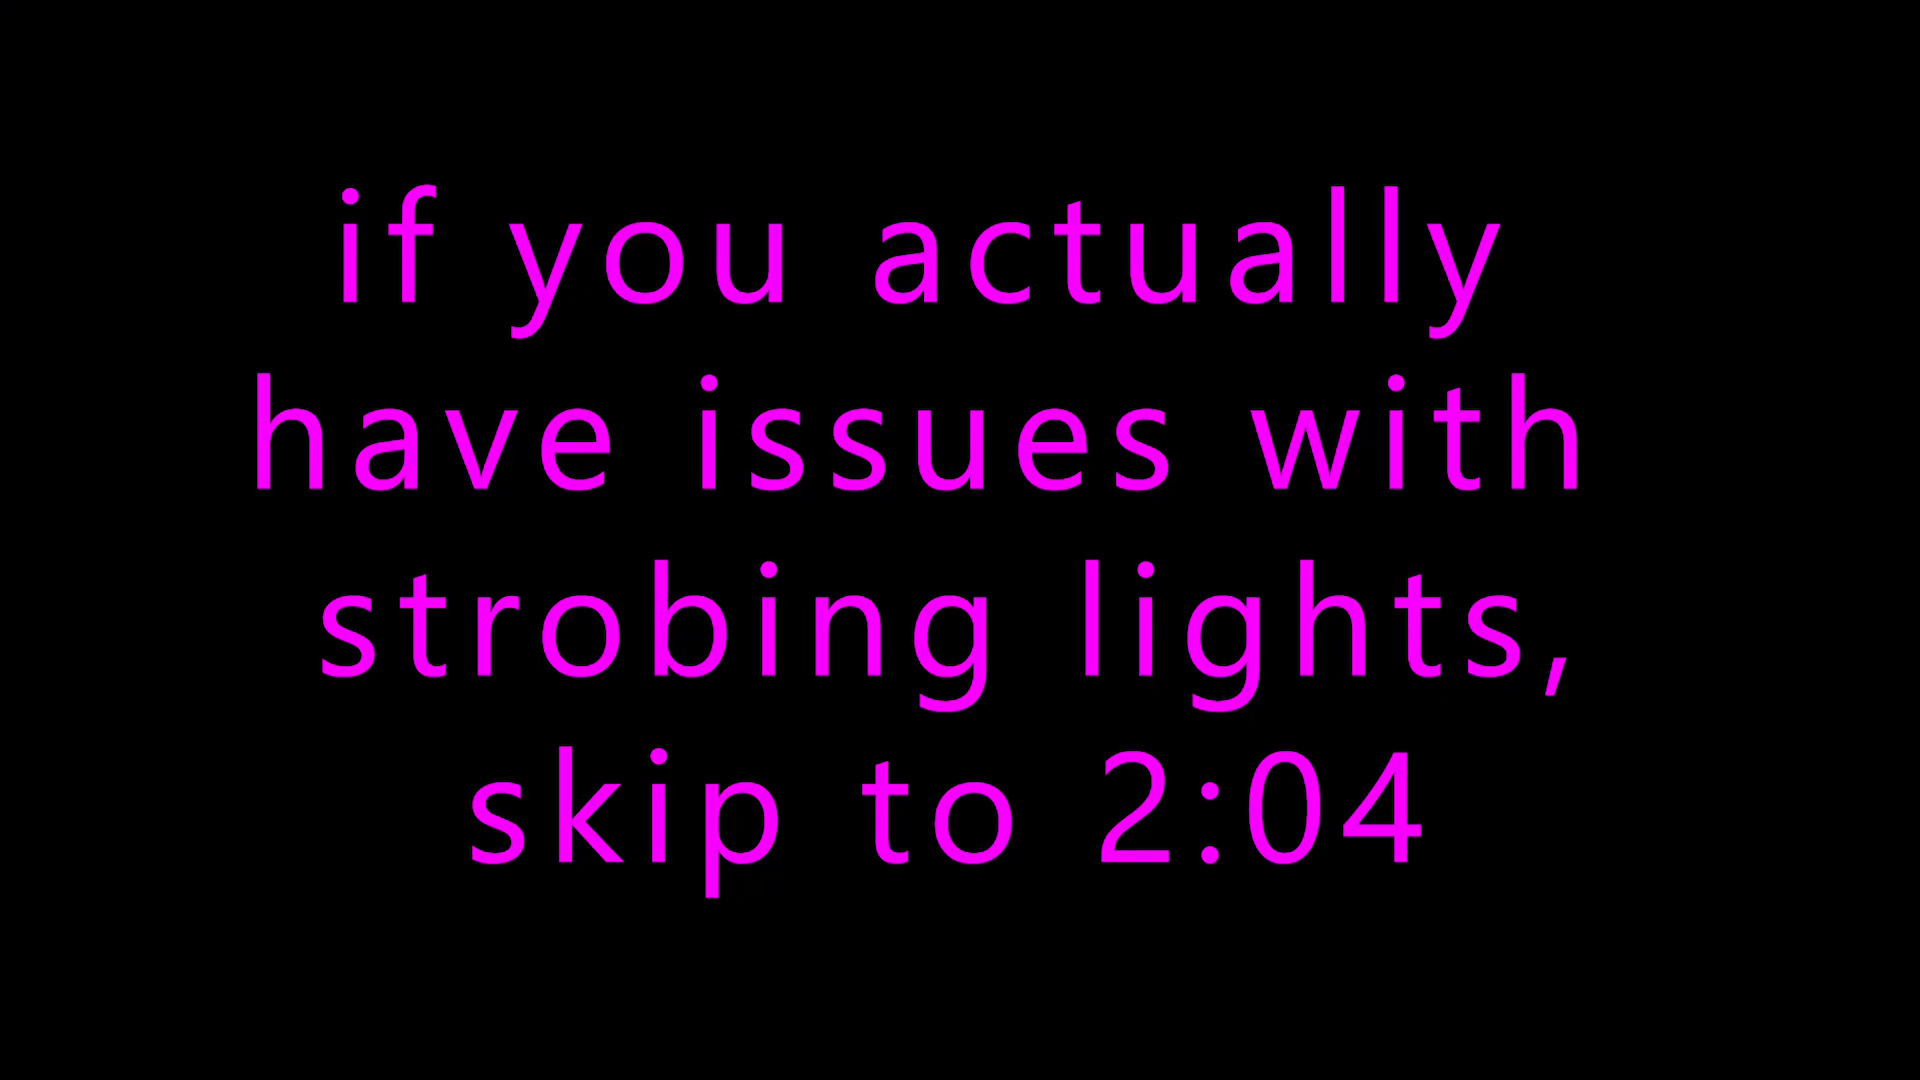 if you actually
have issues with
strobing lights,
skip to 2:04